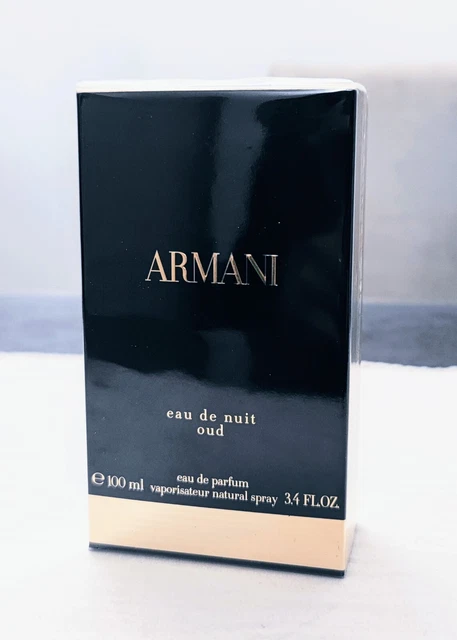 ARMANI
eau de nuit
oud
eau de parfum
℮ 100 ml vaporisateur natural spray 3.4 FL.OZ.